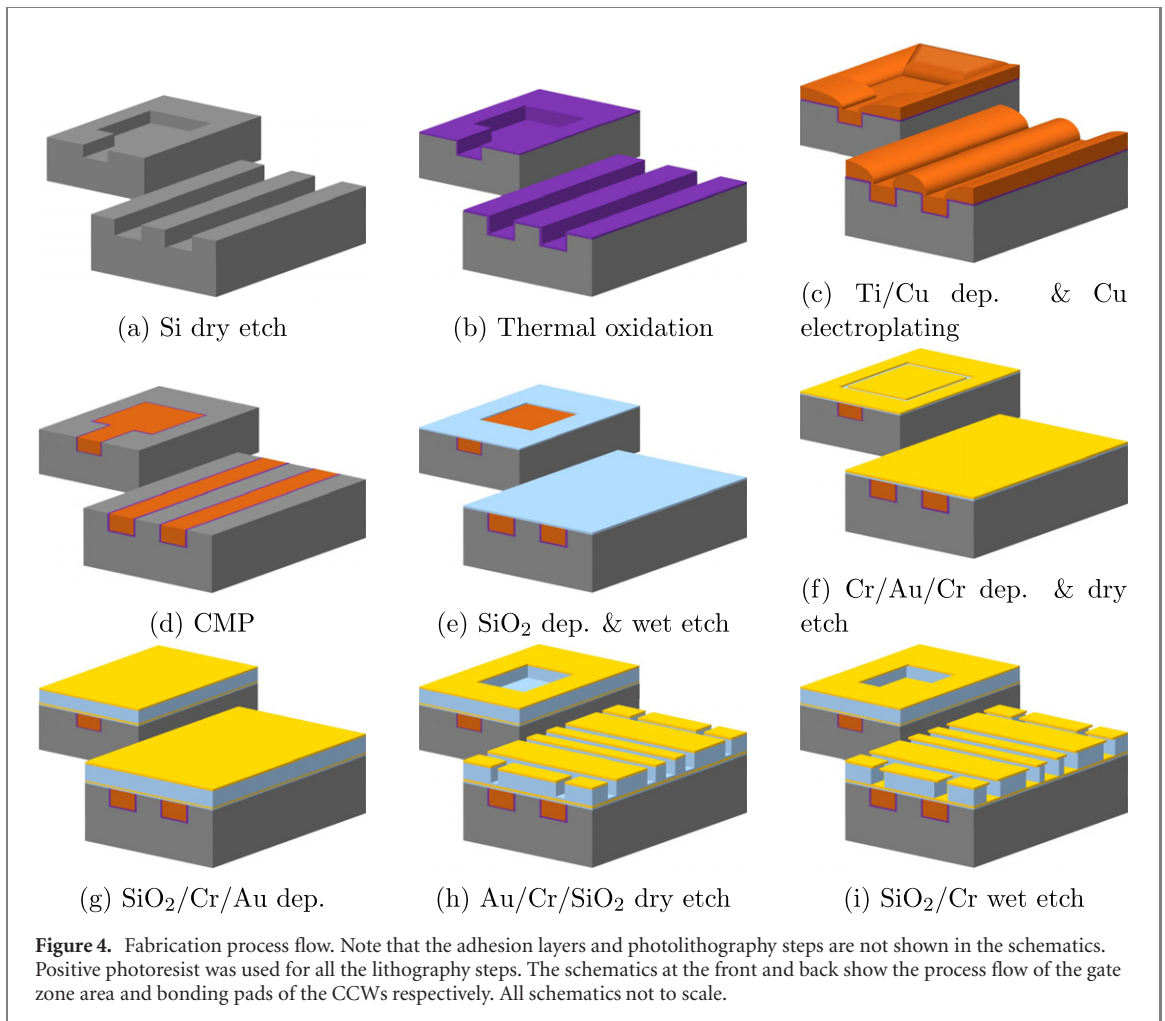 (a) Si dry etch
(b) Thermal oxidation
(c) Ti/Cu dep. & Cu
electroplating
(d) CMP
(e) SiO₂ dep. & wet etch
(f) Cr/Au/Cr dep. & dry
etch
(g) SiO₂/Cr/Au dep.
(h) Au/Cr/SiO₂ dry etch
(i) SiO₂/Cr wet etch
Figure 4. Fabrication process flow. Note that the adhesion layers and photolithography steps are not shown in the schematics.
Positive photoresist was used for all the lithography steps. The schematics at the front and back show the process flow of the gate
zone area and bonding pads of the CCWs respectively. All schematics not to scale.